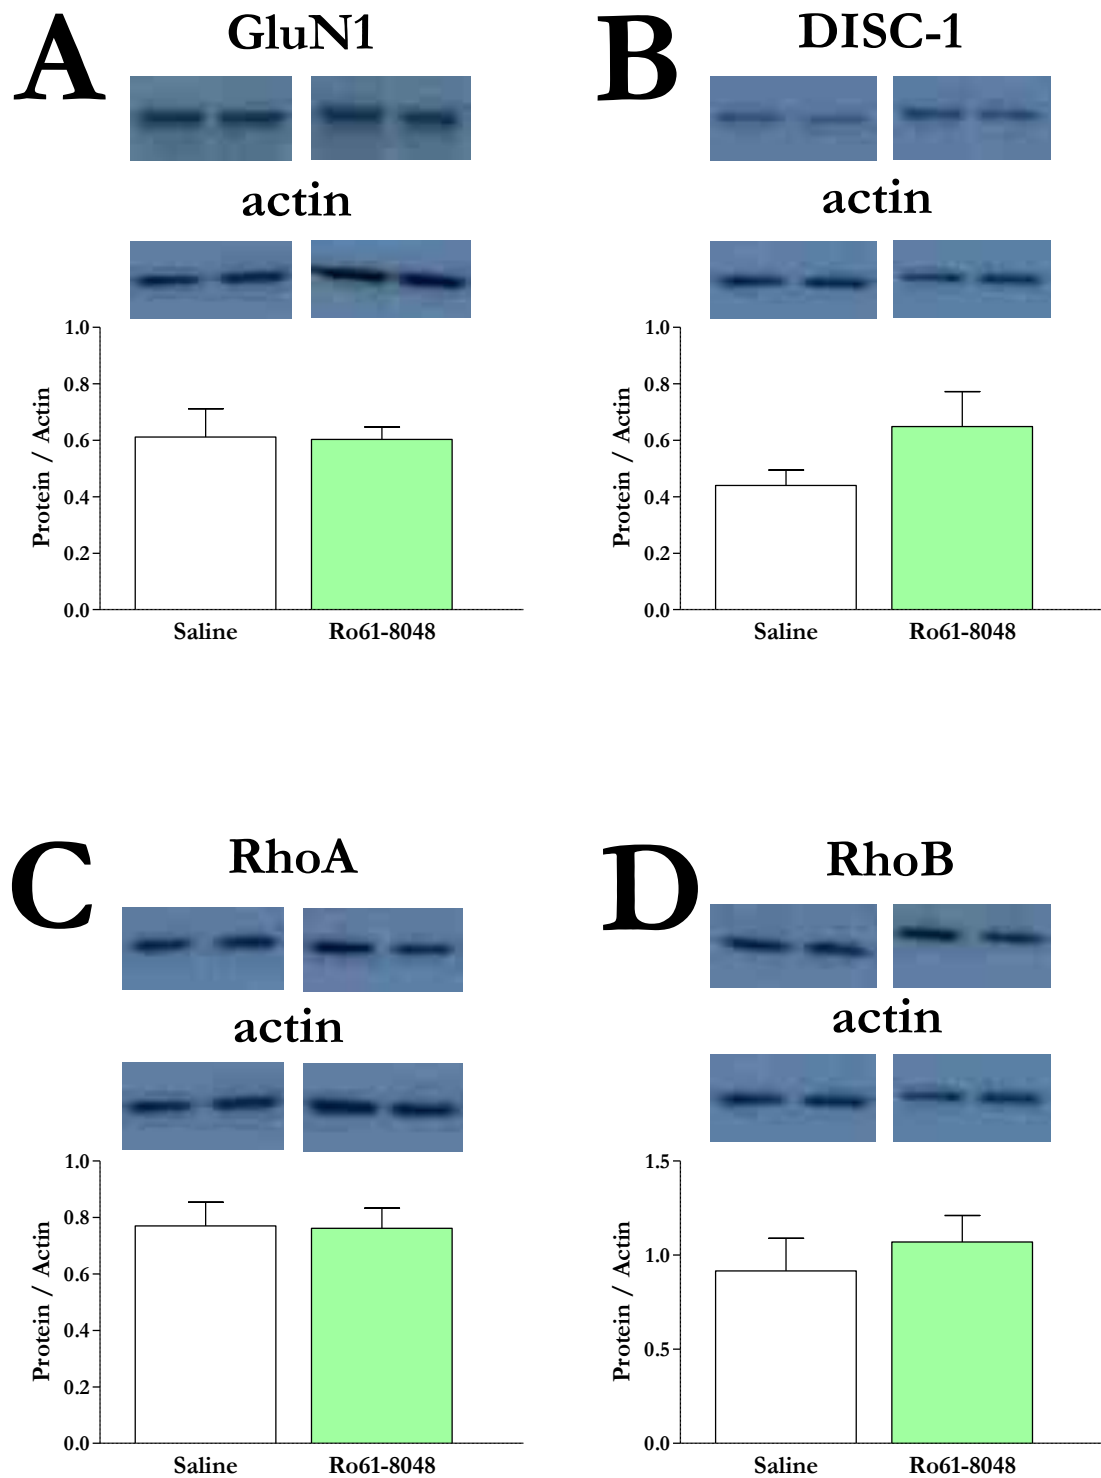 A
GluN1
actin
1.0
0.8
0.6
0.4
0.2
0.0
Protein / Actin
Saline
Ro61-8048
B
DISC-1
actin
1.0
0.8
0.6
0.4
0.2
0.0
Protein / Actin
Saline
Ro61-8048
C
RhoA
actin
1.0
0.8
0.6
0.4
0.2
0.0
Protein / Actin
Saline
Ro61-8048
D
RhoB
actin
1.5
1.0
0.5
0.0
Protein / Actin
Saline
Ro61-8048